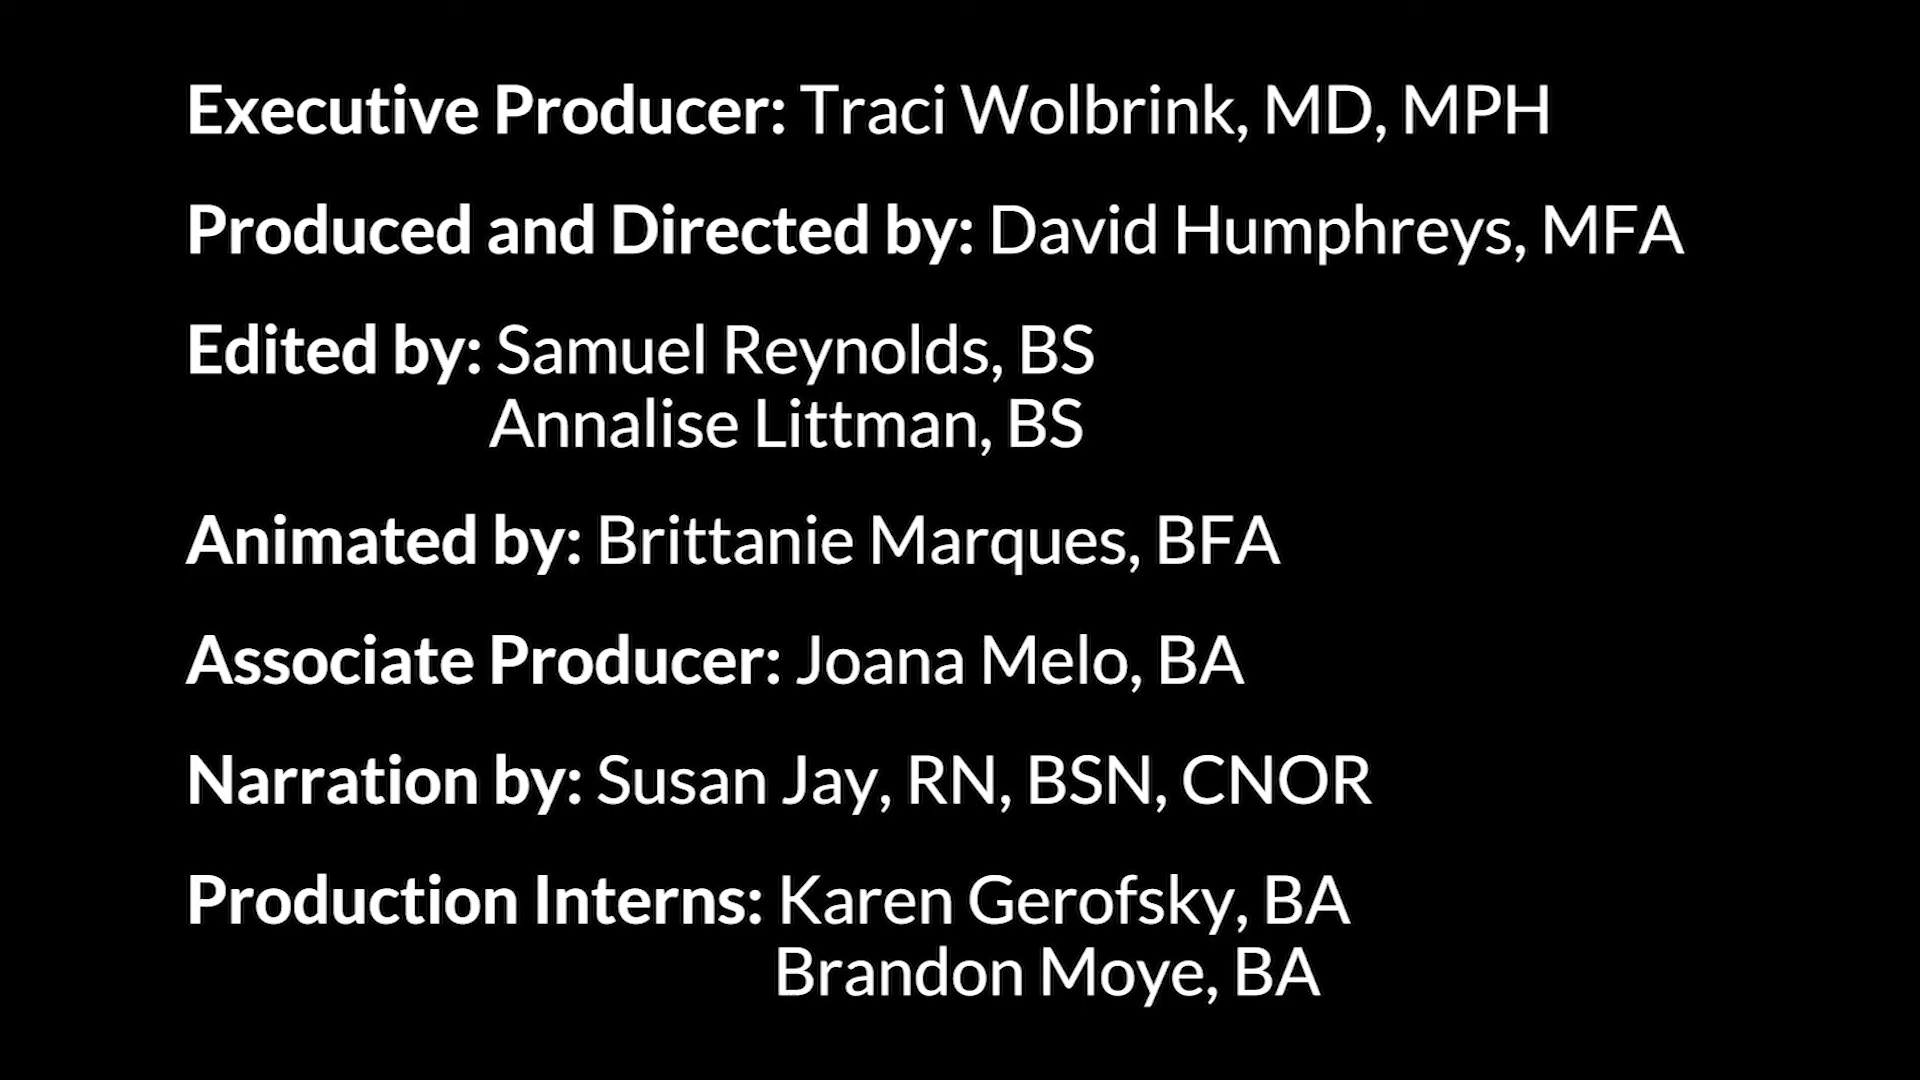 Executive Producer: Traci Wolbrink, MD, MPH
Produced and Directed by: David Humphreys, MFA
Edited by: Samuel Reynolds, BS
Annalise Littman, BS
Animated by: Brittanie Marques, BFA
Associate Producer: Joana Melo, BA
Narration by: Susan Jay, RN, BSN, CNOR
Production Interns: Karen Gerofsky, BA
Brandon Moye, BA